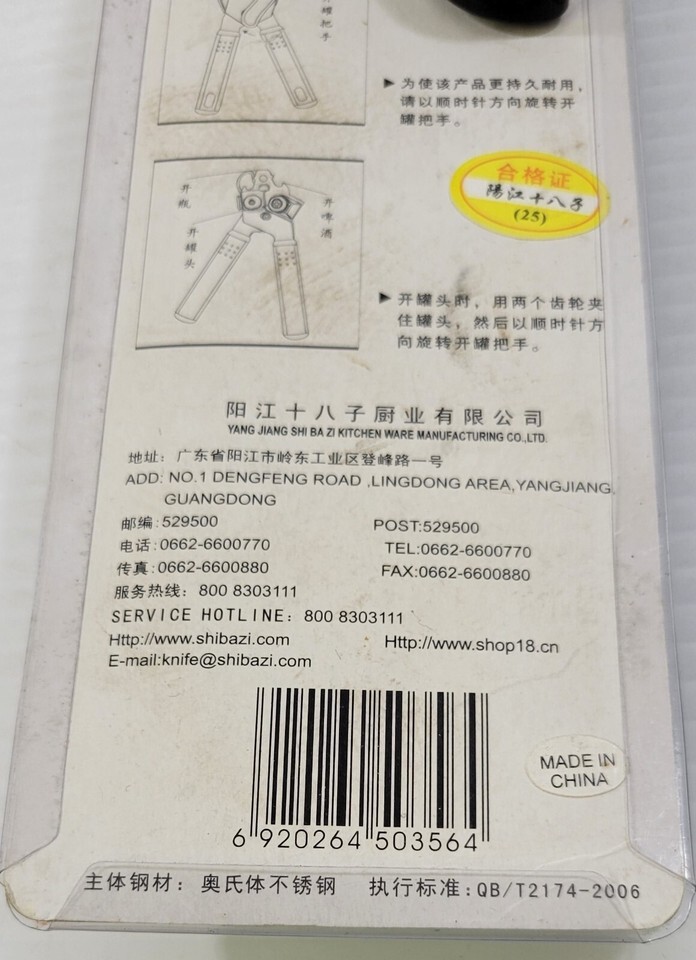 开罐把手
▶ 为使该产品更持久耐用,
请以顺时针方向旋转开
罐把手。
合格证
陽江十八子
(25)
开瓶
开啤酒
开罐头
▶ 开罐头时，用两个齿轮夹
住罐头，然后以顺时针方
向旋转开罐把手。
阳江十八子厨业有限公司
YANG JIANG SHI BA ZI KITCHEN WARE MANUFACTURING CO.,LTD.
地址: 广东省阳江市岭东工业区登峰路一号
ADD: NO.1 DENGFENG ROAD ,LINGDONG AREA,YANGJIANG,
GUANGDONG
邮编:529500 POST:529500
电话:0662-6600770 TEL:0662-6600770
传真:0662-6600880 FAX:0662-6600880
服务热线: 800 8303111
SERVICE HOTLINE: 800 8303111
Http://www.shibazi.com Http://www.shop18.cn
E-mail:knife@shibazi.com
MADE IN
CHINA
6 920264 503564
主体钢材: 奥氏体不锈钢 执行标准:QB/T2174-2006